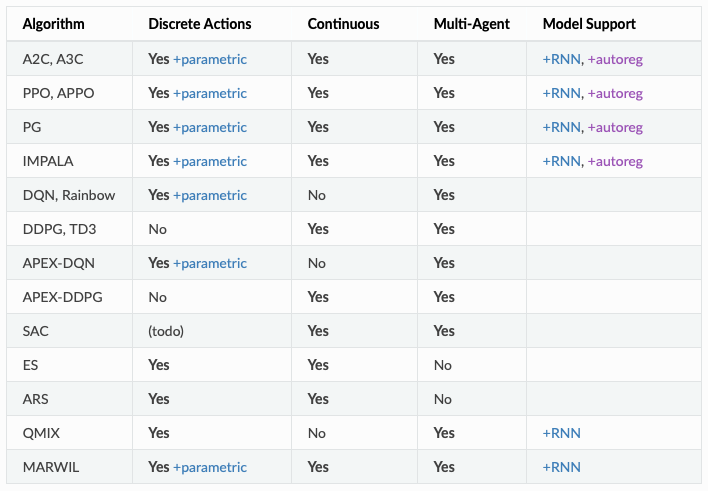 Algorithm Discrete Actions Continuous Multi-Agent Model Support
A2C, A3C Yes +parametric Yes Yes +RNN, +autoreg
PPO, APPO Yes +parametric Yes Yes +RNN, +autoreg
PG Yes +parametric Yes Yes +RNN, +autoreg
IMPALA Yes +parametric Yes Yes +RNN, +autoreg
DQN, Rainbow Yes +parametric No Yes
DDPG, TD3 No Yes Yes
APEX-DQN Yes +parametric No Yes
APEX-DDPG No Yes Yes
SAC (todo) Yes Yes
ES Yes Yes No
ARS Yes Yes No
QMIX Yes No Yes +RNN
MARWIL Yes +parametric Yes Yes +RNN